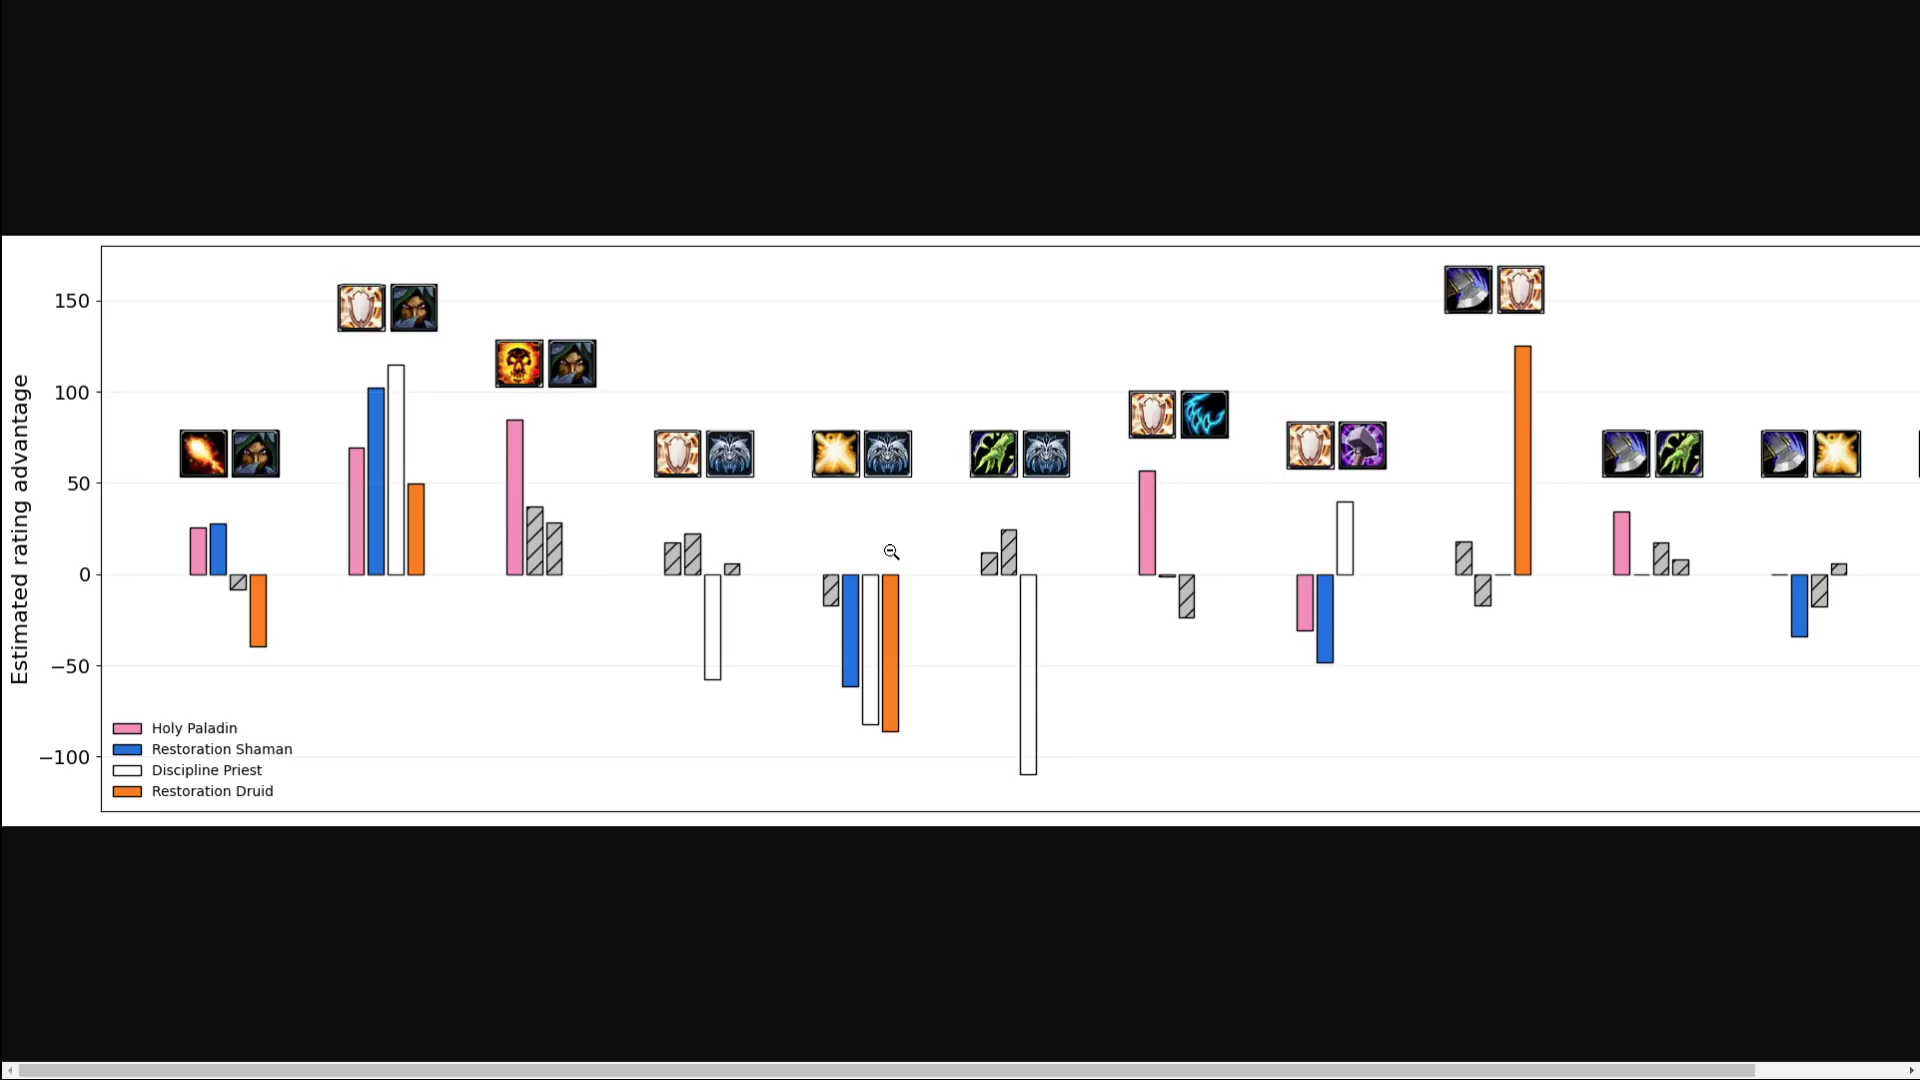 Estimated rating advantage
150
100
50
0
−50
−100
Holy Paladin
Restoration Shaman
Discipline Priest
Restoration Druid